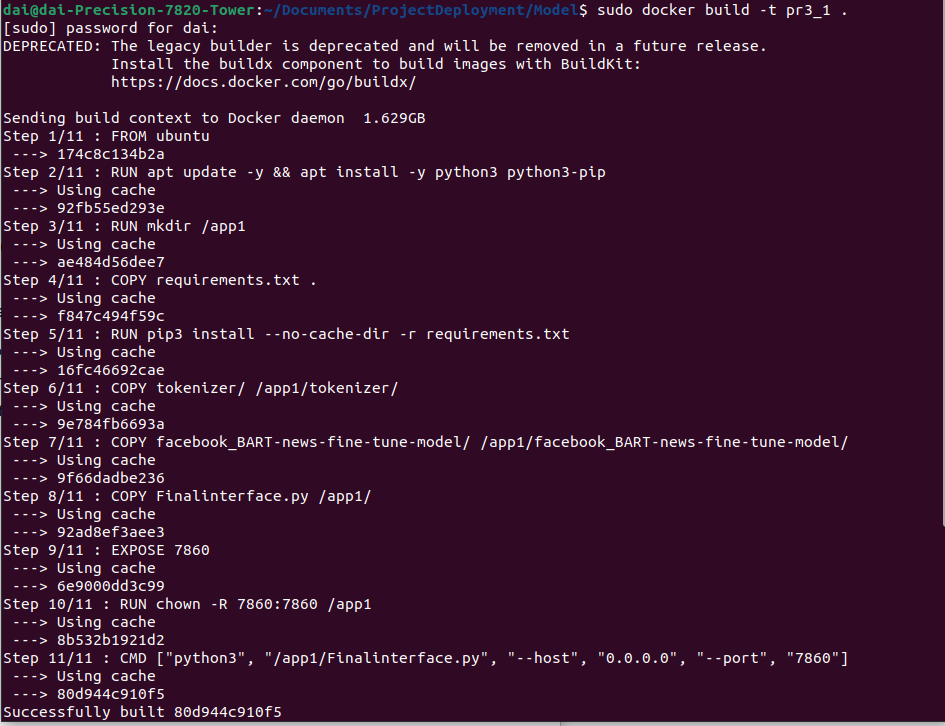 dai@dai-Precision-7820-Tower:~/Documents/ProjectDeployment/Model$ sudo docker build -t pr3_1 .
[sudo] password for dai:
DEPRECATED: The legacy builder is deprecated and will be removed in a future release.
            Install the buildx component to build images with BuildKit:
            https://docs.docker.com/go/buildx/

Sending build context to Docker daemon  1.629GB
Step 1/11 : FROM ubuntu
 ---> 174c8c134b2a
Step 2/11 : RUN apt update -y && apt install -y python3 python3-pip
 ---> Using cache
 ---> 92fb55ed293e
Step 3/11 : RUN mkdir /app1
 ---> Using cache
 ---> ae484d56dee7
Step 4/11 : COPY requirements.txt .
 ---> Using cache
 ---> f847c494f59c
Step 5/11 : RUN pip3 install --no-cache-dir -r requirements.txt
 ---> Using cache
 ---> 16fc46692cae
Step 6/11 : COPY tokenizer/ /app1/tokenizer/
 ---> Using cache
 ---> 9e784fb6693a
Step 7/11 : COPY facebook_BART-news-fine-tune-model/ /app1/facebook_BART-news-fine-tune-model/
 ---> Using cache
 ---> 9f66dadbe236
Step 8/11 : COPY Finalinterface.py /app1/
 ---> Using cache
 ---> 92ad8ef3aee3
Step 9/11 : EXPOSE 7860
 ---> Using cache
 ---> 6e9000dd3c99
Step 10/11 : RUN chown -R 7860:7860 /app1
 ---> Using cache
 ---> 8b532b1921d2
Step 11/11 : CMD ["python3", "/app1/Finalinterface.py", "--host", "0.0.0.0", "--port", "7860"]
 ---> Using cache
 ---> 80d944c910f5
Successfully built 80d944c910f5